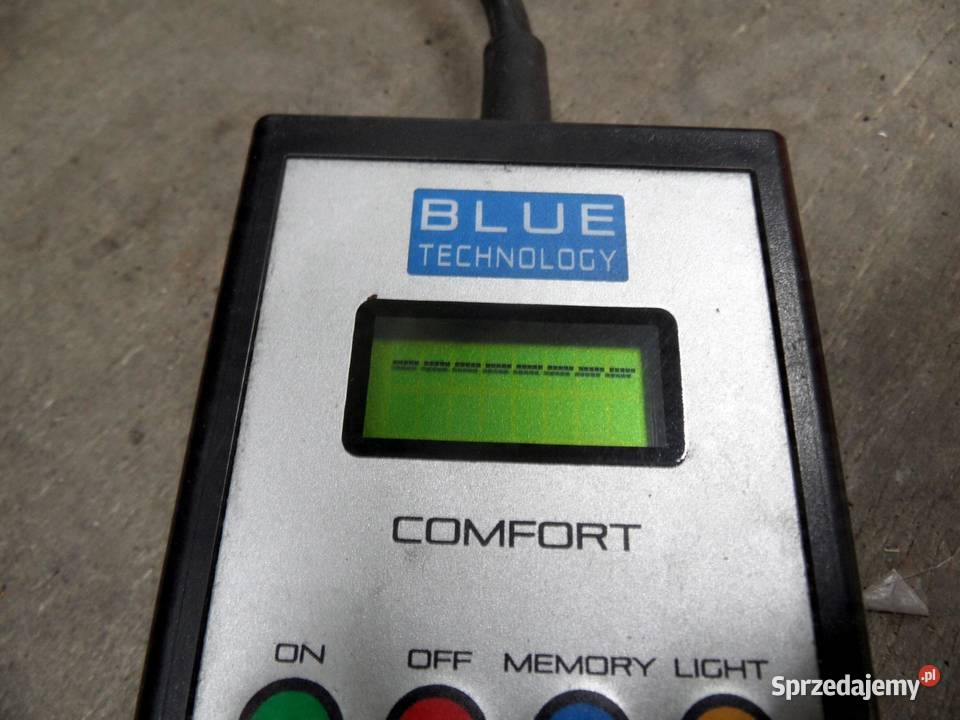 BLUE
TECHNOLOGY
--------
COMFORT
ON OFF MEMORY LIGHT
Sprzedajemy.pl